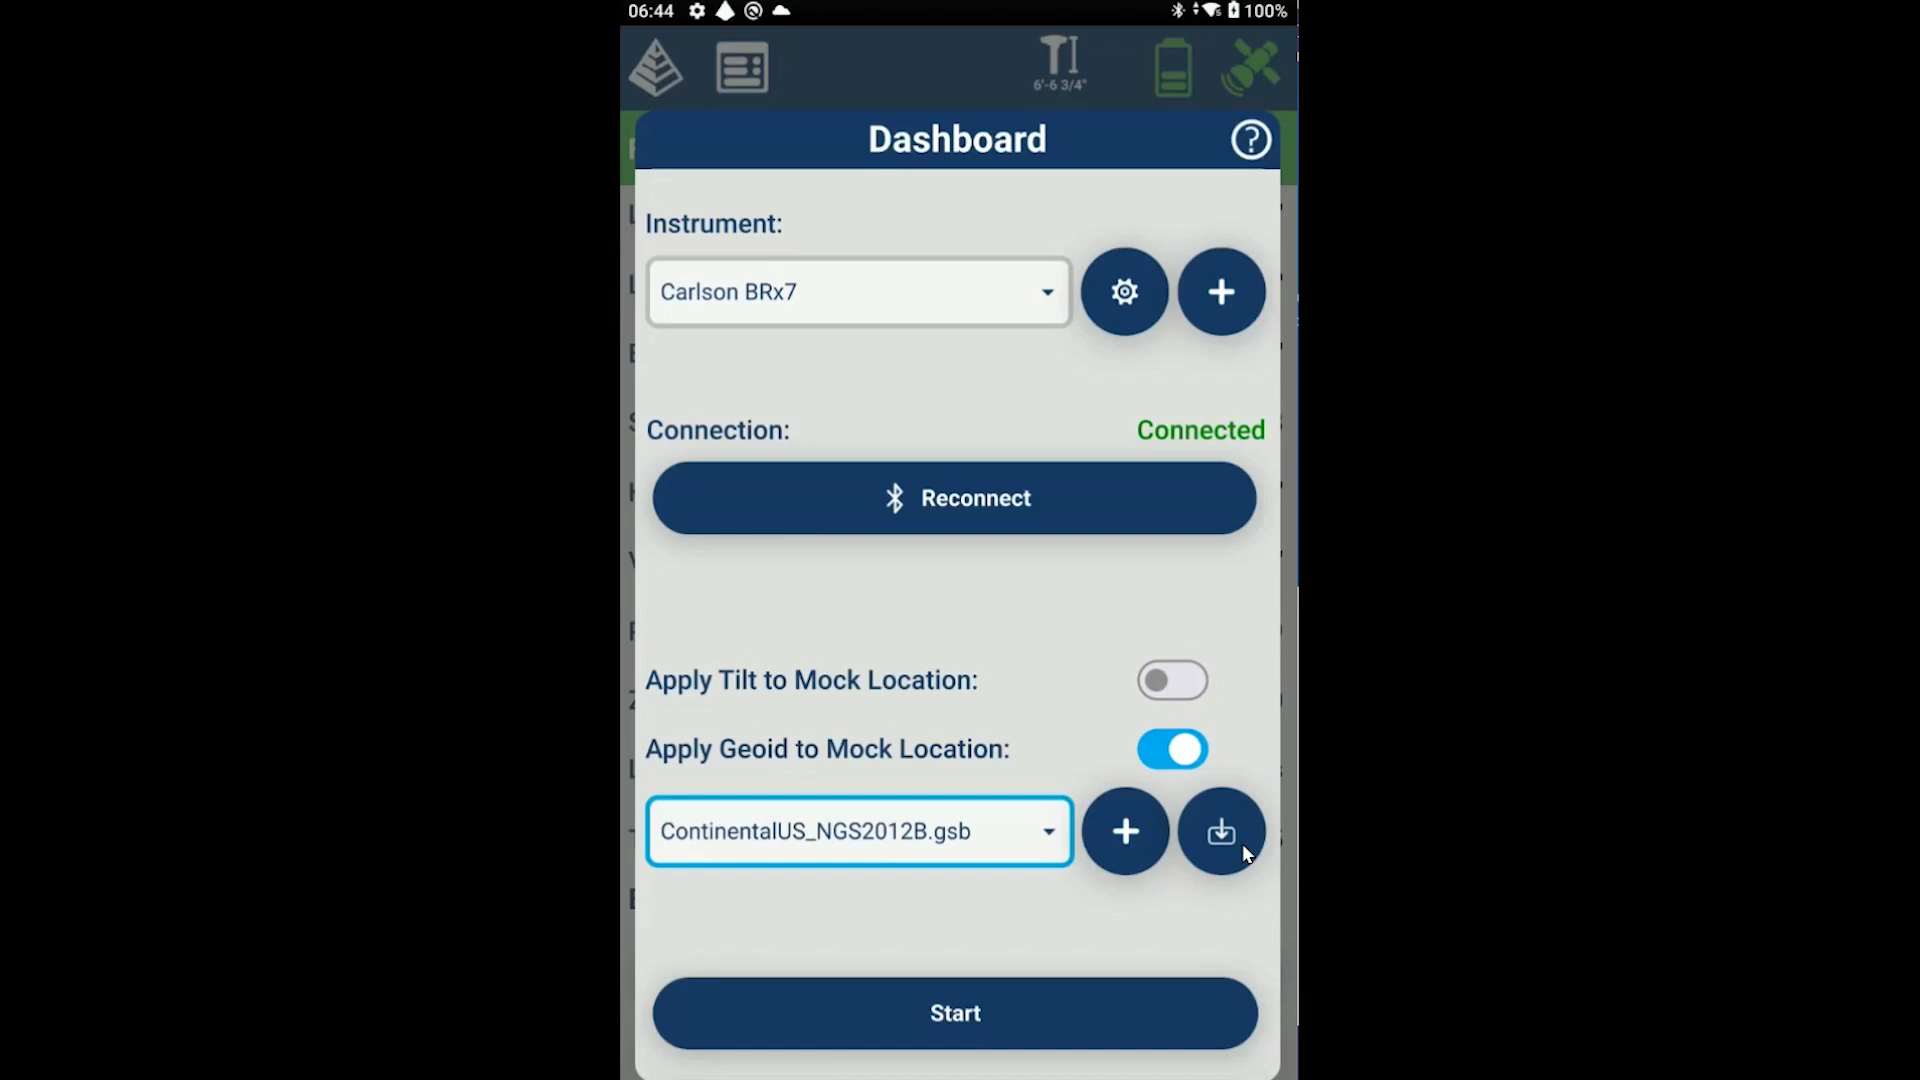 06:44
100%
6'-6 3/4"
Dashboard
Instrument:
Carlson BRx7
Connection:
Connected
Reconnect
Apply Tilt to Mock Location:
Apply Geoid to Mock Location:
ContinentalUS_NGS2012B.gsb
Start